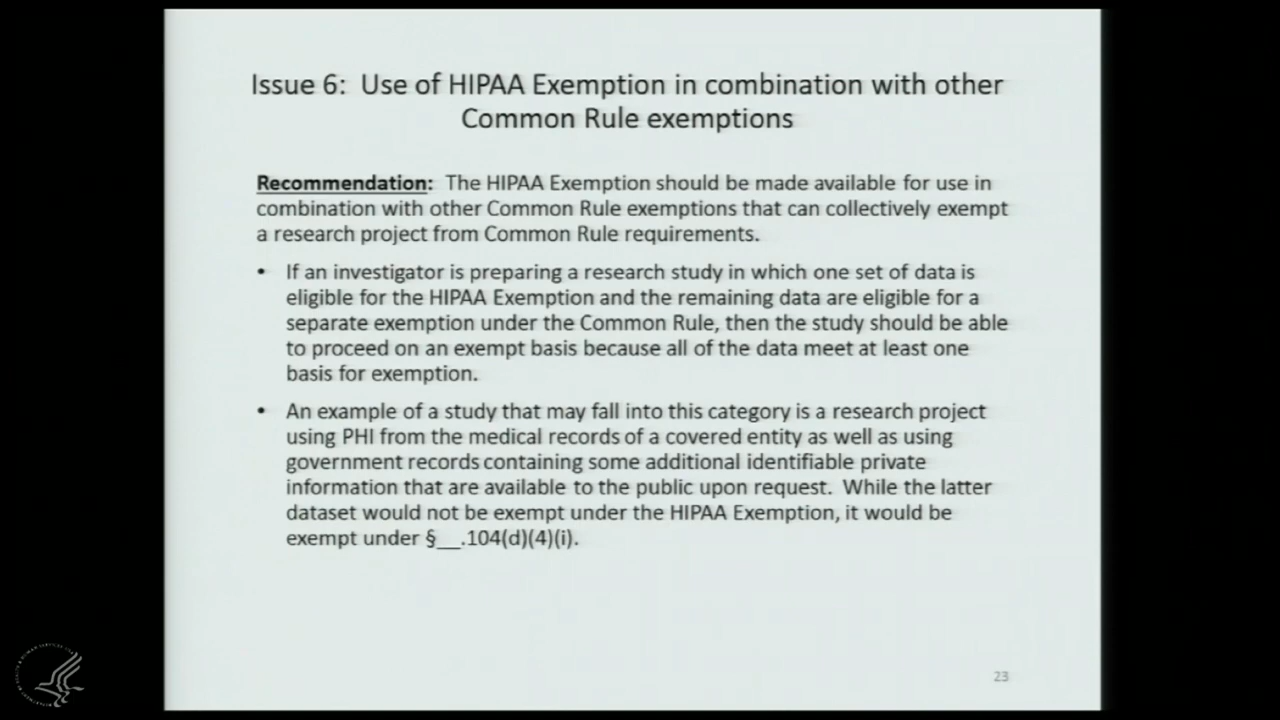 Issue 6: Use of HIPAA Exemption in combination with other
Common Rule exemptions
Recommendation: The HIPAA Exemption should be made available for use in
combination with other Common Rule exemptions that can collectively exempt
a research project from Common Rule requirements.
• If an investigator is preparing a research study in which one set of data is
eligible for the HIPAA Exemption and the remaining data are eligible for a
separate exemption under the Common Rule, then the study should be able
to proceed on an exempt basis because all of the data meet at least one
basis for exemption.
• An example of a study that may fall into this category is a research project
using PHI from the medical records of a covered entity as well as using
government records containing some additional identifiable private
information that are available to the public upon request. While the latter
dataset would not be exempt under the HIPAA Exemption, it would be
exempt under §__.104(d)(4)(i).
23